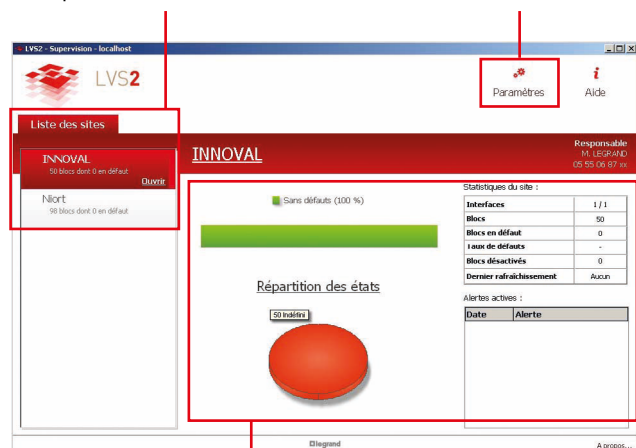 LVS2 - Supervision - localhost
LVS2
Paramètres
Aide
Liste des sites
INNOVAL
50 blocs dont 0 en défaut
Ouvrir
Niort
98 blocs dont 0 en défaut
INNOVAL
Responsable
M. LEGRAND
05 55 06 87 xx
Sans défauts (100 %)
Répartition des états
50 Indéfini
Statistiques du site :
Interfaces 1 / 1
Blocs 50
Blocs en défaut 0
Taux de défauts -
Blocs désactivés 0
Dernier rafraîchissement Aucun
Alertes actives :
Date Alerte
legrand
A propos...